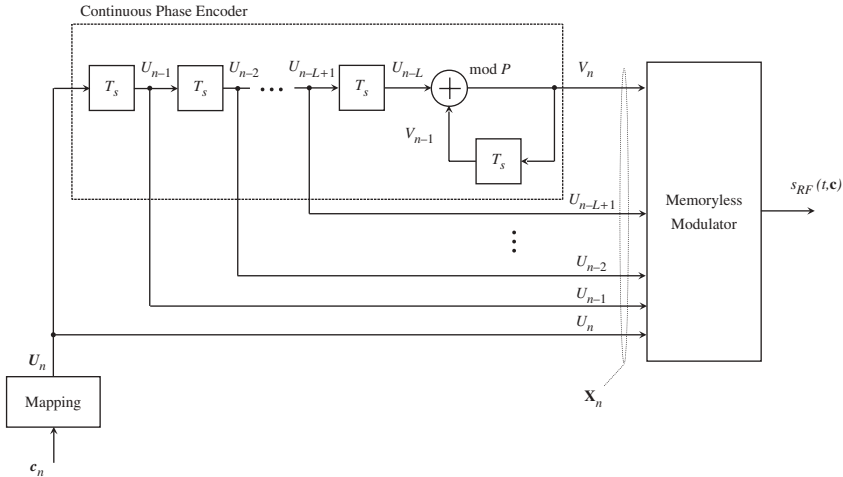 Continuous Phase Encoder
U_{n-1} U_{n-2} U_{n-L+1} U_{n-L} mod P V_n
T_s T_s T_s
V_{n-1}
T_s
s_{RF}(t,c)
Memoryless
Modulator
U_{n-L+1}
U_{n-2}
U_{n-1}
U_n
U_n
Mapping
X_n
c_n